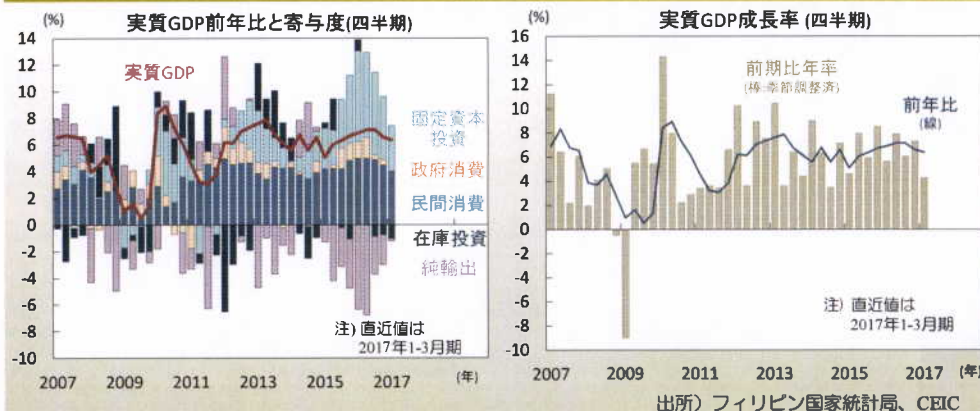 実質GDP前年比と寄与度(四半期)
(%)
14
12
10
8
6
4
2
0
-2
-4
-6
-8
-10
実質GDP
固定資本
投資
政府消費
民間消費
在庫投資
純輸出
注) 直近値は
2017年1-3月期
2007 2009 2011 2013 2015 2017 (年)
実質GDP成長率 (四半期)
(%)
16
14
12
10
8
6
4
2
0
-2
-4
-6
-8
-10
前期比年率
(棒:季節調整済)
前年比
(線)
注) 直近値は
2017年1-3月期
2007 2009 2011 2013 2015 2017 (年)
出所）フィリピン国家統計局、CEIC